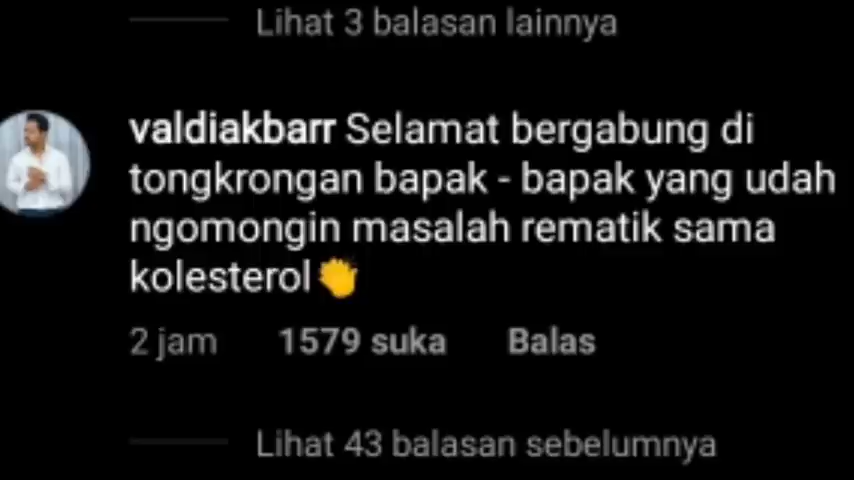 Lihat 3 balasan lainnya
valdiakbarr Selamat bergabung di
tongkrongan bapak - bapak yang udah
ngomongin masalah rematik sama
kolesterol👏
2 jam 1579 suka Balas
Lihat 43 balasan sebelumnya